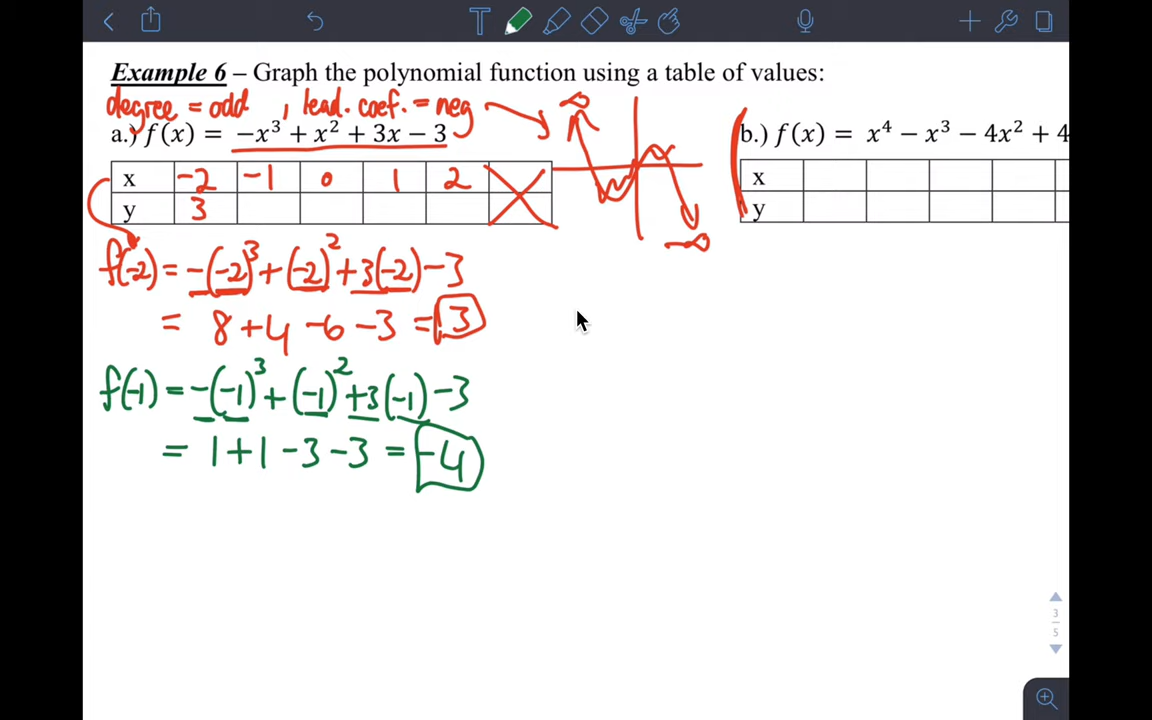 Example 6 – Graph the polynomial function using a table of values:
degree = odd , lead. coef. = neg
a.) f(x) = −x³ + x² + 3x − 3
x -2 -1 0 1 2
y 3
∞
-∞
f(-2) = -(-2)³ + (-2)² + 3(-2) - 3
= 8 + 4 - 6 - 3 = 3
f(-1) = -(-1)³ + (-1)² + 3(-1) - 3
= 1 + 1 - 3 - 3 = -4
b.) f(x) = x⁴ − x³ − 4x² + 4
x
y
3
5